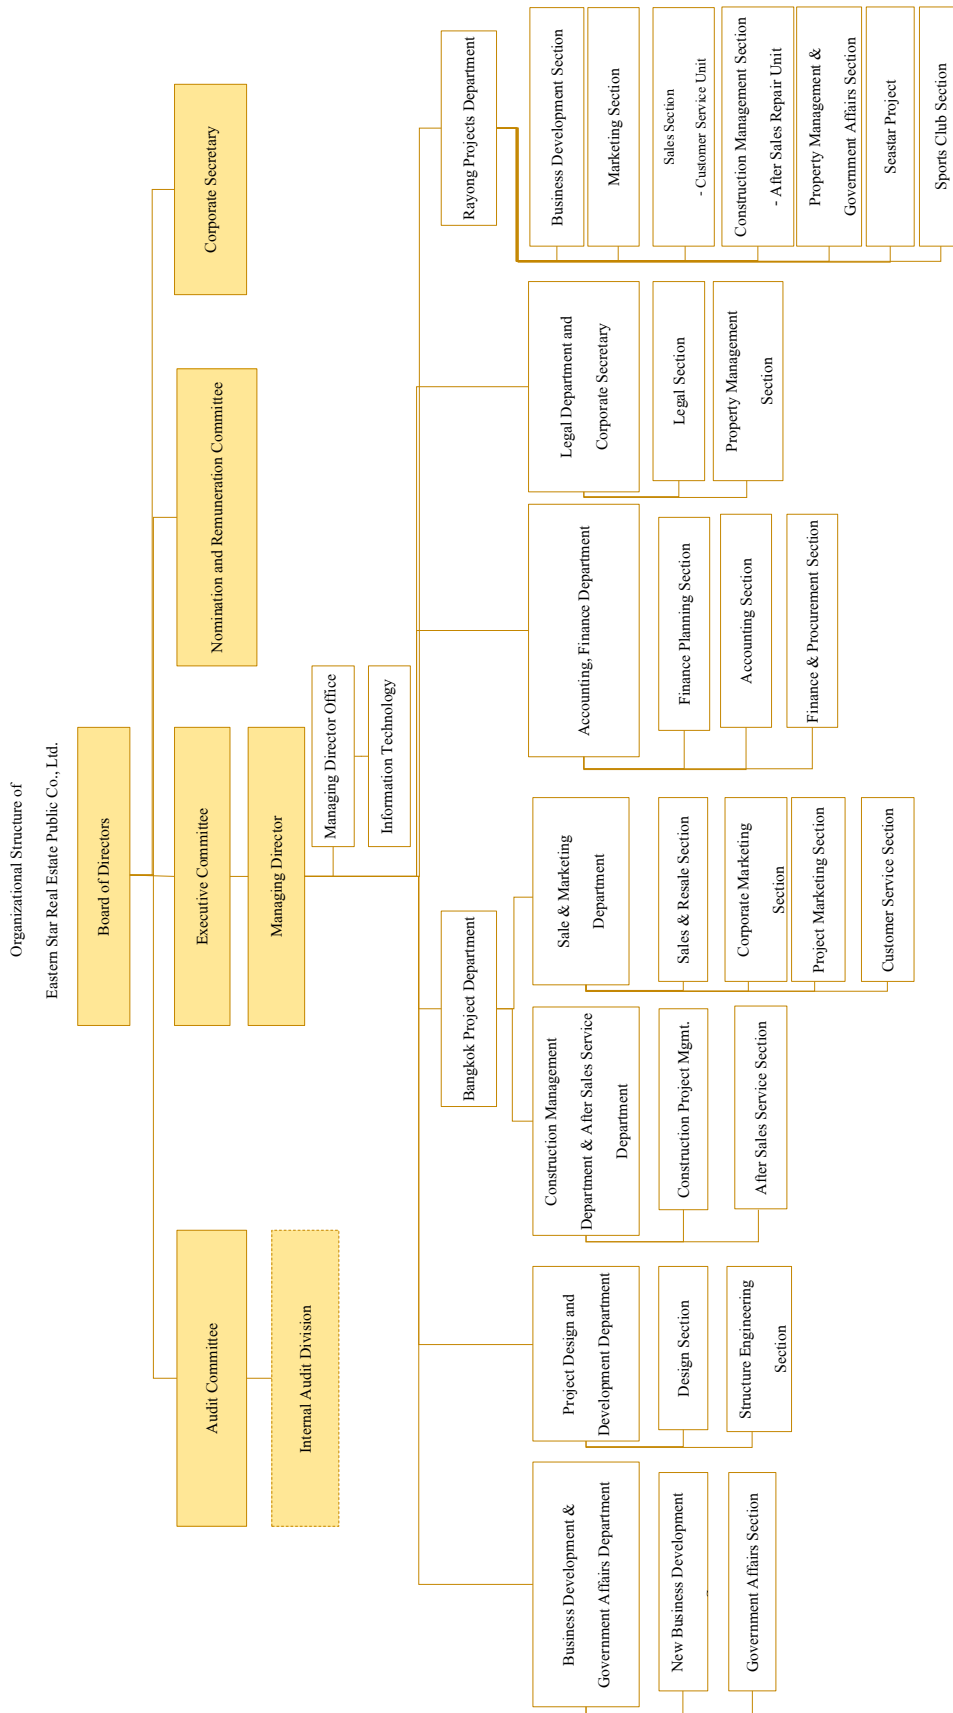 Organizational Structure of
Eastern Star Real Estate Public Co., Ltd.
Board of Directors
Audit Committee
Executive Committee
Nomination and Remuneration Committee
Corporate Secretary
Internal Audit Division
Managing Director
Managing Director Office
Information Technology
Bangkok Project Department
Rayong Projects Department
Business Development &
Government Affairs Department
New Business Development
Government Affairs Section
Project Design and
Development Department
Design Section
Structure Engineering
Section
Construction Management
Department & After Sales Service
Department
Construction Project Mgmt.
After Sales Service Section
Sale & Marketing
Department
Sales & Resale Section
Corporate Marketing
Section
Project Marketing Section
Customer Service Section
Accounting, Finance Department
Finance Planning Section
Accounting Section
Finance & Procurement Section
Legal Department and
Corporate Secretary
Legal Section
Property Management
Section
Business Development Section
Marketing Section
Sales Section
- Customer Service Unit
Construction Management Section
- After Sales Repair Unit
Property Management &
Government Affairs Section
Seastar Project
Sports Club Section